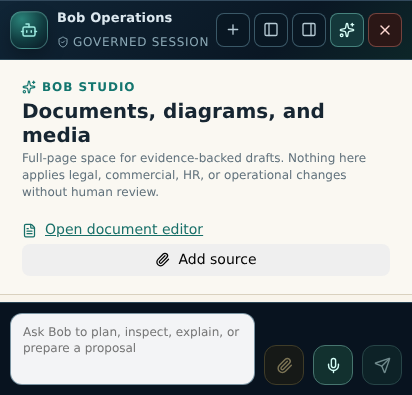 Bob Operations
GOVERNED SESSION
BOB STUDIO
Documents, diagrams, and
media
Full-page space for evidence-backed drafts. Nothing here
applies legal, commercial, HR, or operational changes
without human review.
Open document editor
Add source
Ask Bob to plan, inspect, explain, or
prepare a proposal